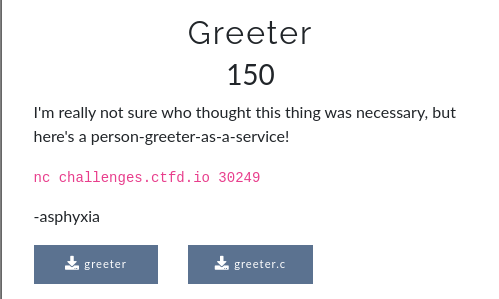 Greeter
150
I'm really not sure who thought this thing was necessary, but
here's a person-greeter-as-a-service!
nc challenges.ctfd.io 30249
-asphyxia
greeter
greeter.c